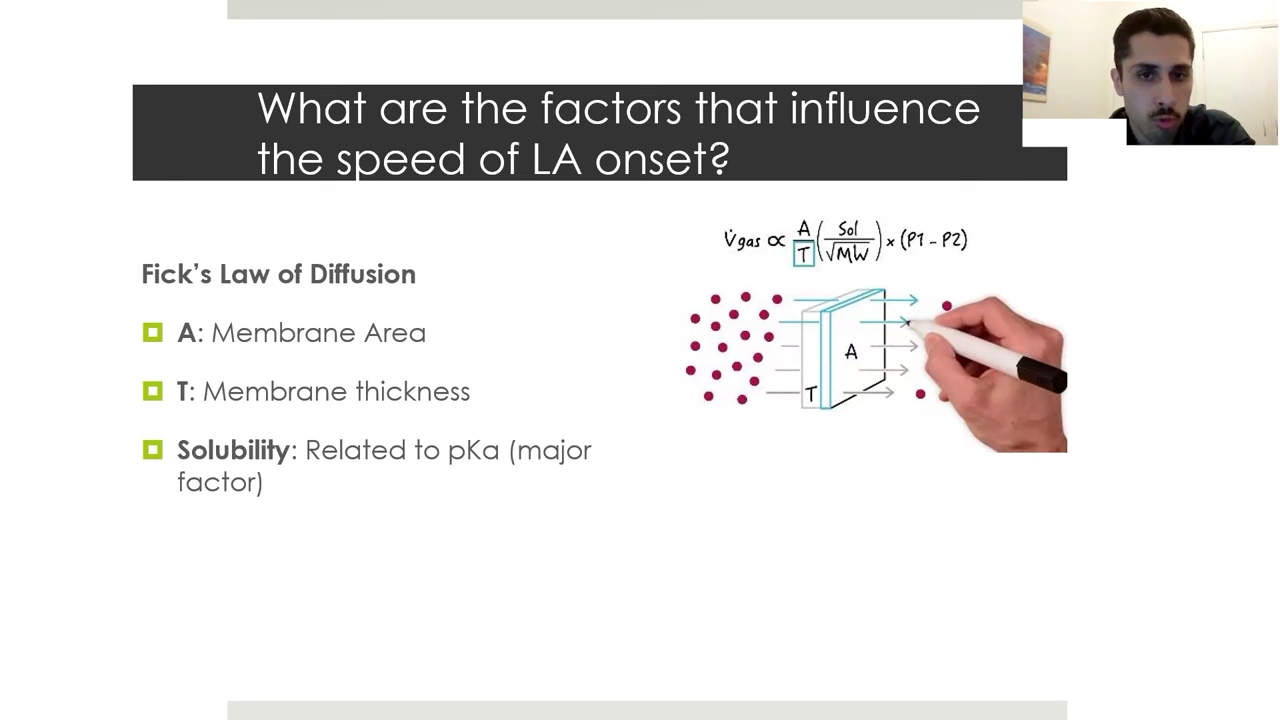 What are the factors that influence
the speed of LA onset?
Fick's Law of Diffusion
A: Membrane Area
T: Membrane thickness
Solubility: Related to pKa (major
factor)
V̇gas ∝ A/T (Sol/√MW) × (P1 - P2)
A
T